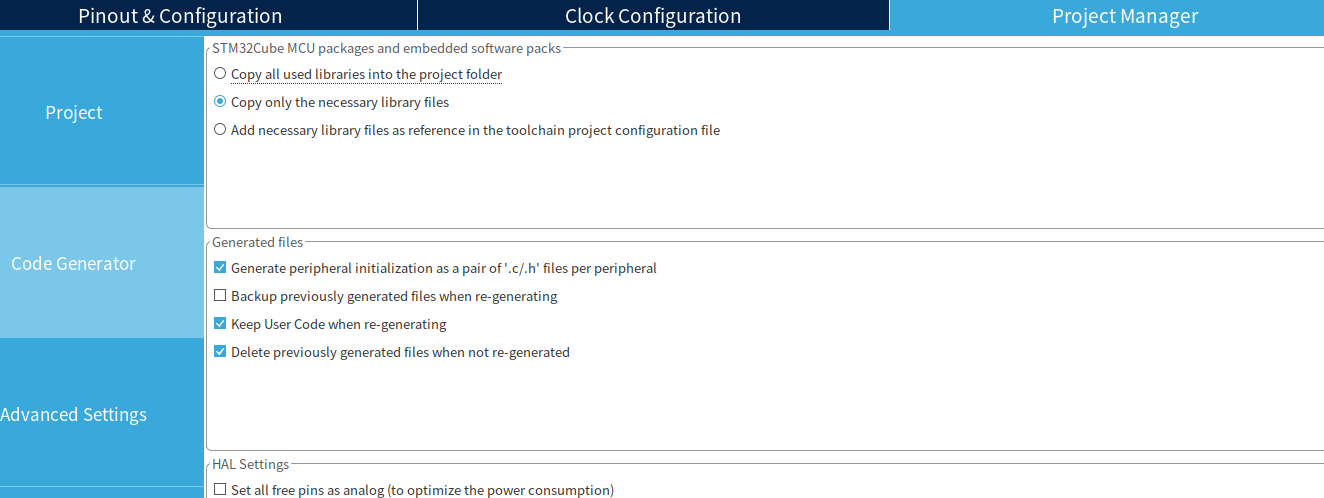 Pinout & Configuration
Clock Configuration
Project Manager
Project
Code Generator
Advanced Settings
STM32Cube MCU packages and embedded software packs
Copy all used libraries into the project folder
Copy only the necessary library files
Add necessary library files as reference in the toolchain project configuration file
Generated files
Generate peripheral initialization as a pair of '.c/.h' files per peripheral
Backup previously generated files when re-generating
Keep User Code when re-generating
Delete previously generated files when not re-generated
HAL Settings
Set all free pins as analog (to optimize the power consumption)